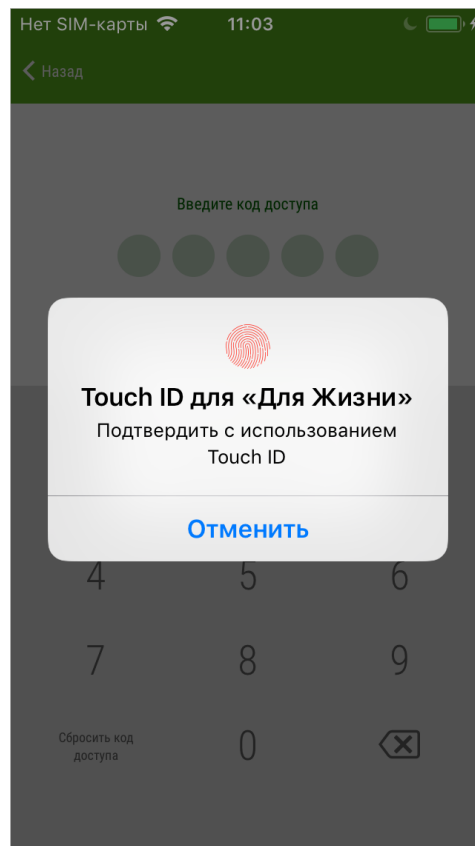 Нет SIM-карты 11:03
Назад
Введите код доступа
Touch ID для «Для Жизни»
Подтвердить с использованием
Touch ID
Отменить
4 5 6
7 8 9
Сбросить код
доступа
0